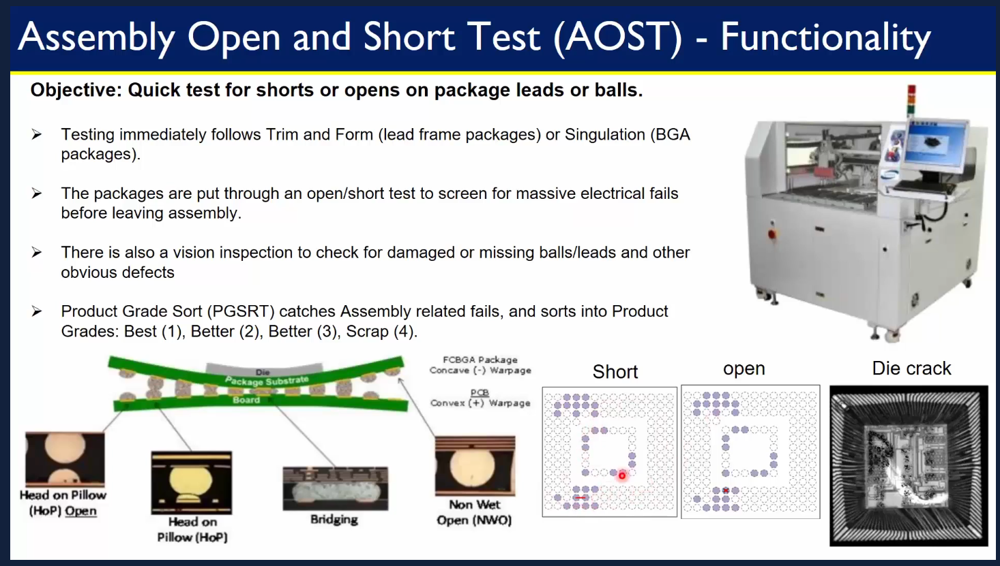 Assembly Open and Short Test (AOST) - Functionality
Objective: Quick test for shorts or opens on package leads or balls.
Testing immediately follows Trim and Form (lead frame packages) or Singulation (BGA
packages).
The packages are put through an open/short test to screen for massive electrical fails
before leaving assembly.
There is also a vision inspection to check for damaged or missing balls/leads and other
obvious defects
Product Grade Sort (PGSRT) catches Assembly related fails, and sorts into Product
Grades: Best (1), Better (2), Better (3), Scrap (4).
Die
Package Substrate
Board
FCBGA Package
Concave (-) Warpage
PCB
Convex (+) Warpage
Head on Pillow
(HoP) Open
Head on
Pillow (HoP)
Bridging
Non Wet
Open (NWO)
Short
open
Die crack